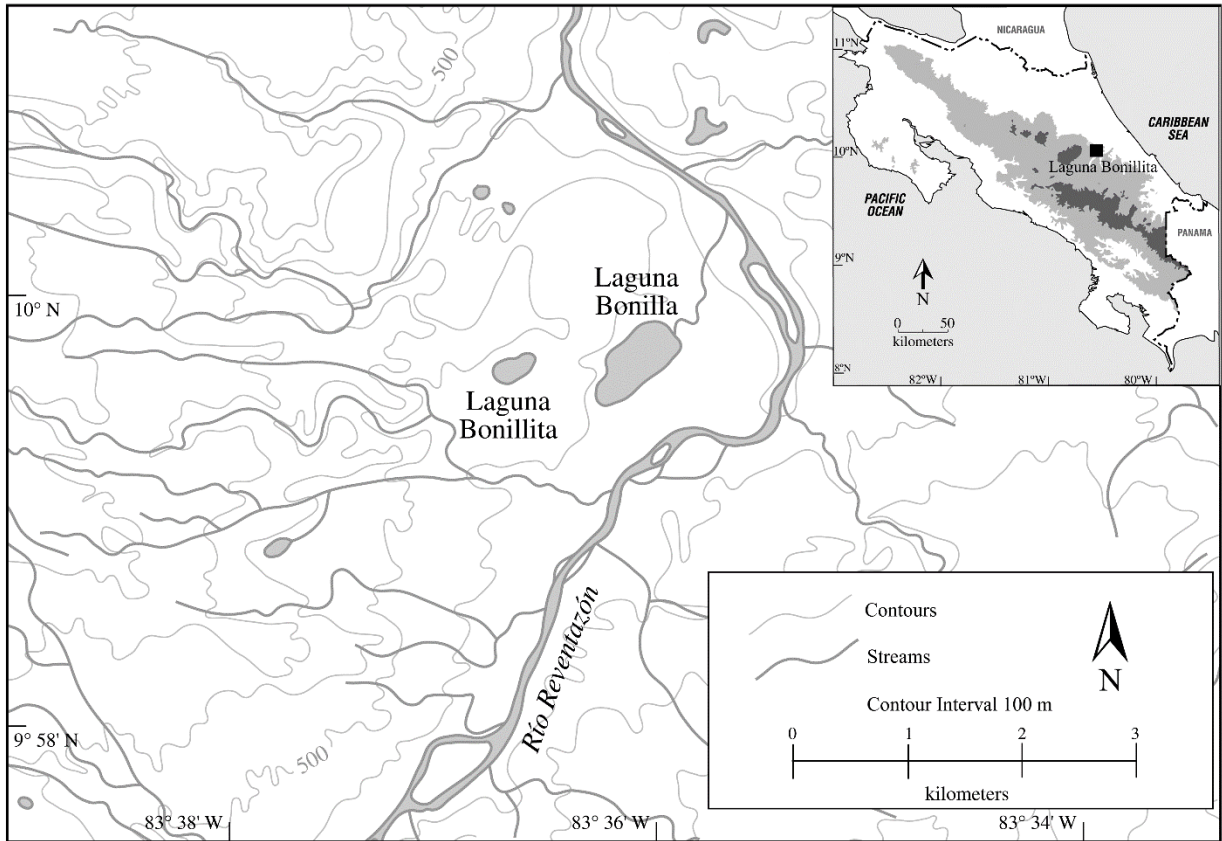 500
10° N
Laguna
Bonilla
Laguna
Bonillita
Río Reventazón
9° 58' N
500
83° 38' W
83° 36' W
83° 34' W
NICARAGUA
11°N
CARIBBEAN
SEA
10°N
Laguna Bonillita
PACIFIC
OCEAN
PANAMA
9°N
N
0 50
kilometers
8°N
82°W
81°W
80°W
Contours
Streams
N
Contour Interval 100 m
0 1 2 3
kilometers